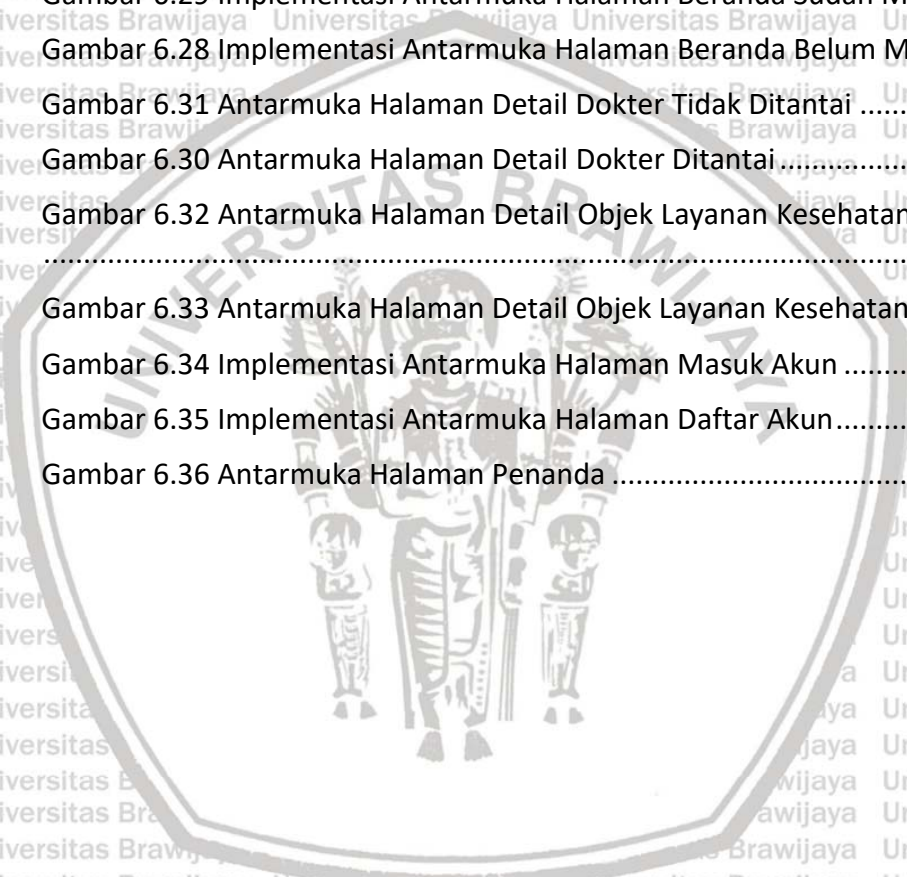 Gambar 6.28 Implementasi Antarmuka Halaman Beranda Belum M
Gambar 6.31 Antarmuka Halaman Detail Dokter Tidak Ditantai .......
Gambar 6.30 Antarmuka Halaman Detail Dokter Ditantai................
Gambar 6.32 Antarmuka Halaman Detail Objek Layanan Kesehatan
............................................................................................................
Gambar 6.33 Antarmuka Halaman Detail Objek Layanan Kesehatan
Gambar 6.34 Implementasi Antarmuka Halaman Masuk Akun ........
Gambar 6.35 Implementasi Antarmuka Halaman Daftar Akun.........
Gambar 6.36 Antarmuka Halaman Penanda .....................................
UNIVERSITAS BRAWIJAYA